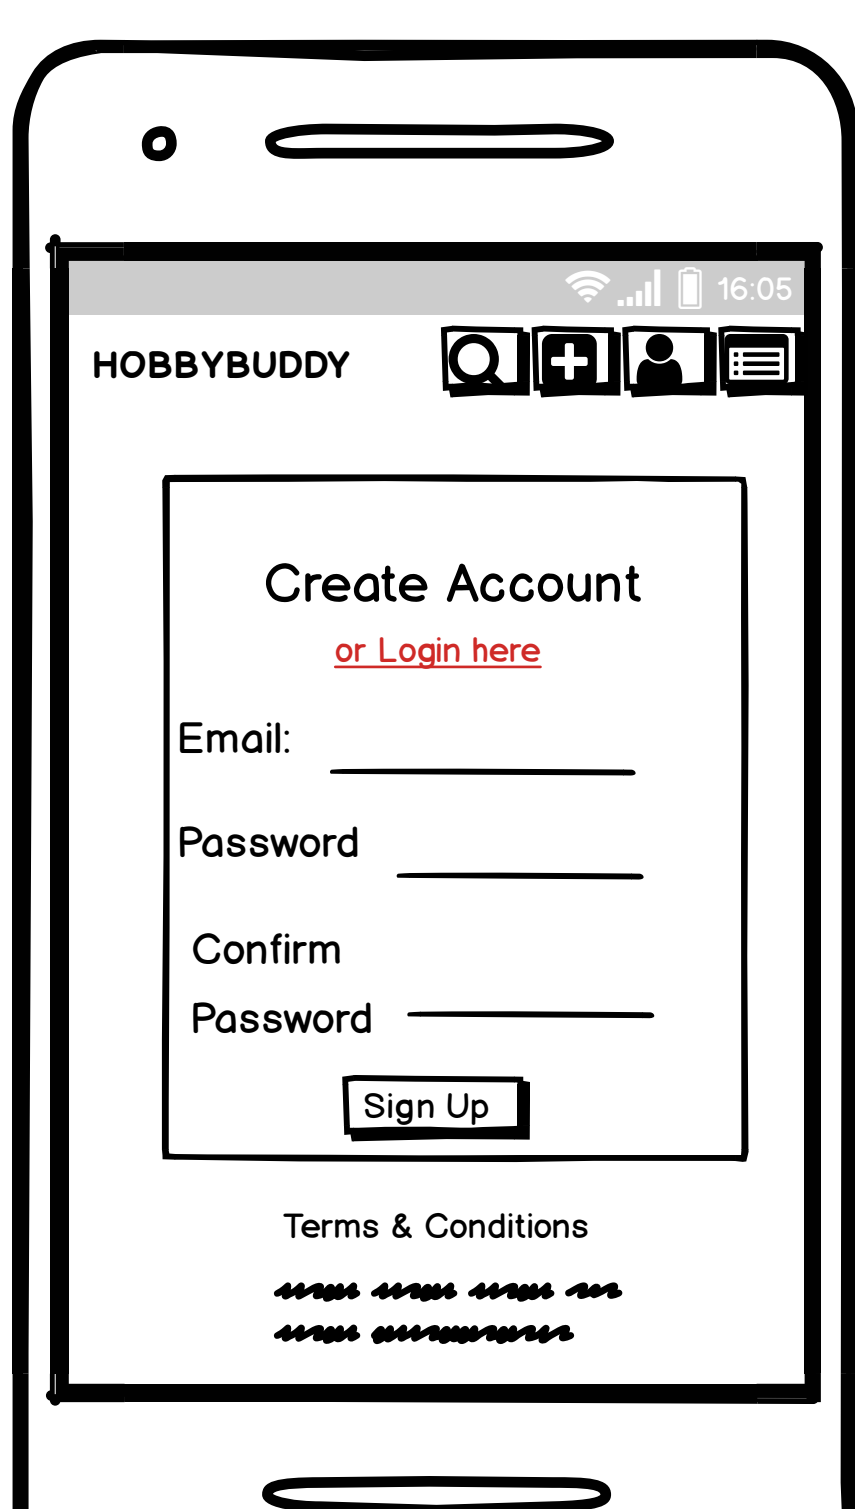 16:05
HOBBYBUDDY
Create Account
or Login here
Email:
Password
Confirm
Password
Sign Up
Terms & Conditions